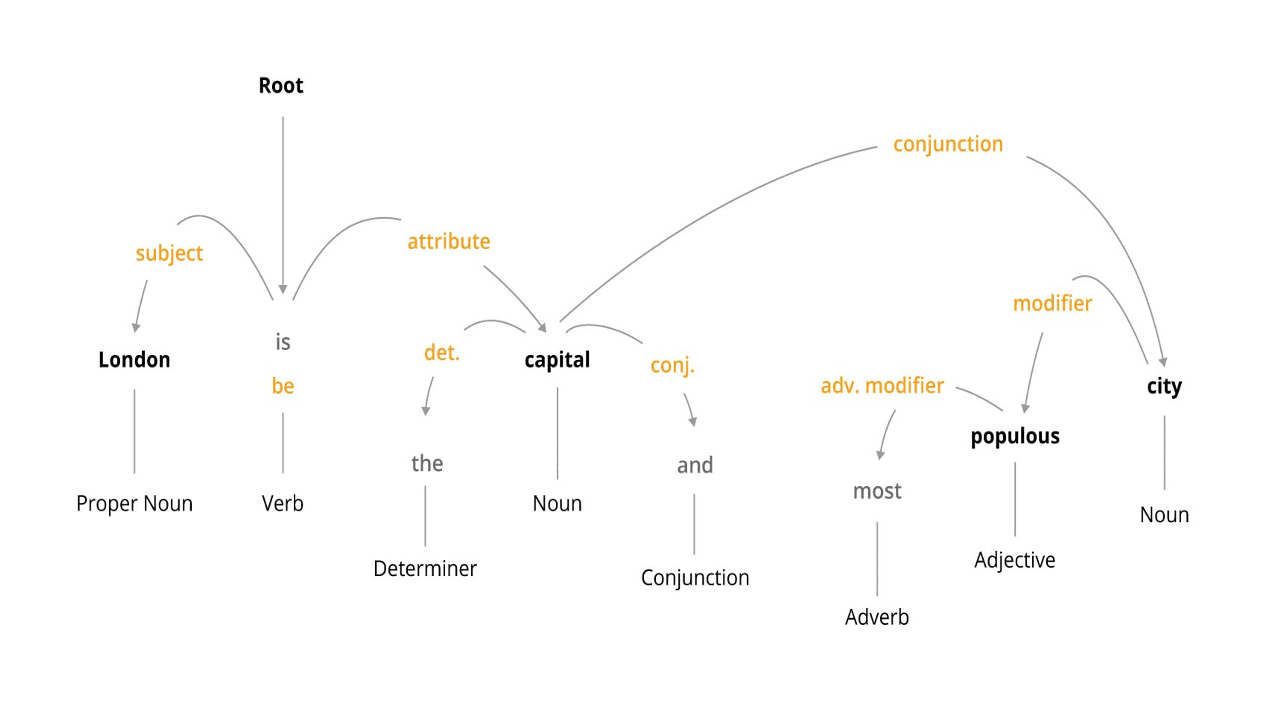 Root
conjunction
subject
attribute
modifier
is
London
det.
capital
conj.
be
adv. modifier
city
populous
the
and
most
Proper Noun
Verb
Noun
Noun
Adjective
Determiner
Conjunction
Adverb